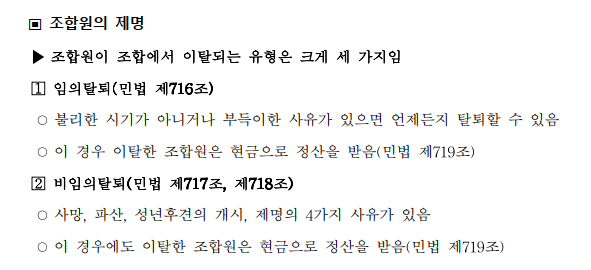 ▣ 조합원의 제명
▶ 조합원이 조합에서 이탈되는 유형은 크게 세 가지임
1 임의탈퇴(민법 제716조)
○ 불리한 시기가 아니거나 부득이한 사유가 있으면 언제든지 탈퇴할 수 있음
○ 이 경우 이탈한 조합원은 현금으로 정산을 받음(민법 제719조)
2 비임의탈퇴(민법 제717조, 제718조)
○ 사망, 파산, 성년후견의 개시, 제명의 4가지 사유가 있음
○ 이 경우에도 이탈한 조합원은 현금으로 정산을 받음(민법 제719조)